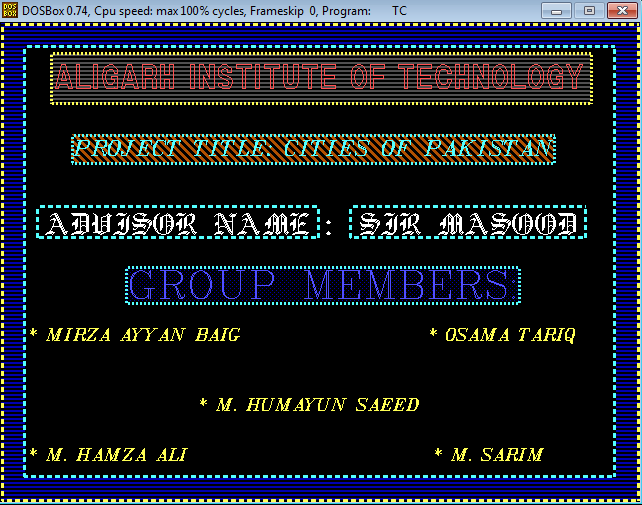 DOSBox 0.74, Cpu speed: max 100% cycles, Frameskip 0, Program: TC
ALIGARH INSTITUTE OF TECHNOLOGY
PROJECT TITLE: CITIES OF PAKISTAN
ADVISOR NAME : SIR MASOOD
GROUP MEMBERS:
* MIRZA AYYAN BAIG * OSAMA TARIQ
* M. HUMAYUN SAEED
* M. HAMZA ALI * M. SARIM